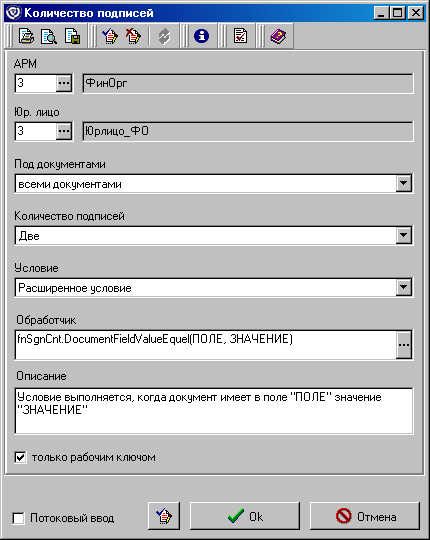 Количество подписей
АРМ
3 ... ФинОрг
Юр. лицо
3 ... Юрлицо_ФО
Под документами
всеми документами
Количество подписей
Две
Условие
Расширенное условие
Обработчик
fnSgnCnt.DocumentFieldValueEquel(ПОЛЕ, ЗНАЧЕНИЕ) ...
Описание
Условие выполняется, когда документ имеет в поле "ПОЛЕ" значение
"ЗНАЧЕНИЕ"
только рабочим ключом
Потоковый ввод
Ok
Отмена